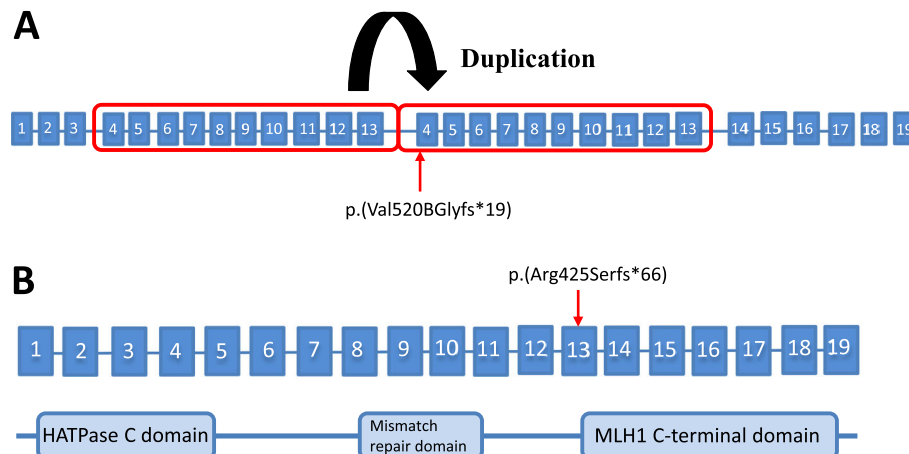 A
Duplication
1 2 3 4 5 6 7 8 9 10 11 12 13 4 5 6 7 8 9 10 11 12 13 14 15 16 17 18 19
p.(Val520BGlyfs*19)
B
p.(Arg425Serfs*66)
1 2 3 4 5 6 7 8 9 10 11 12 13 14 15 16 17 18 19
HATPase C domain
Mismatch
repair domain
MLH1 C-terminal domain